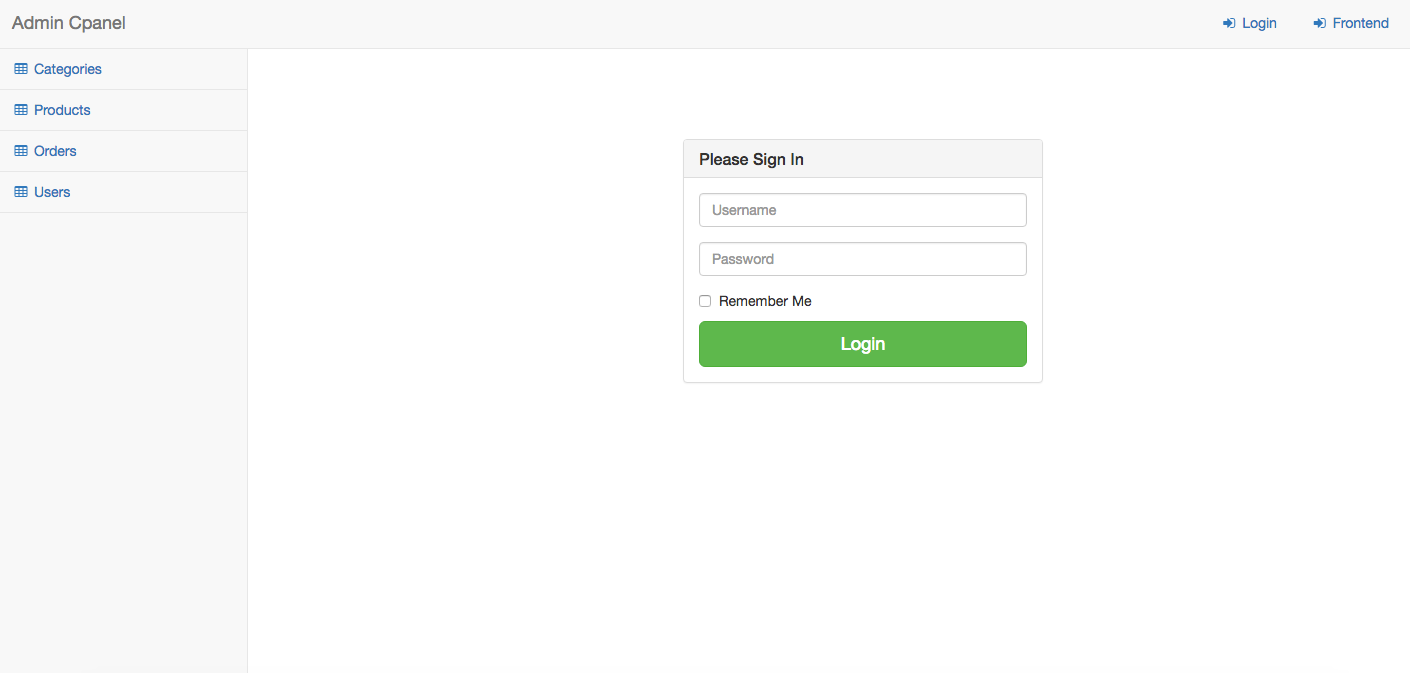 Admin Cpanel
Login
Frontend
Categories
Products
Orders
Users
Please Sign In
Username
Password
Remember Me
Login